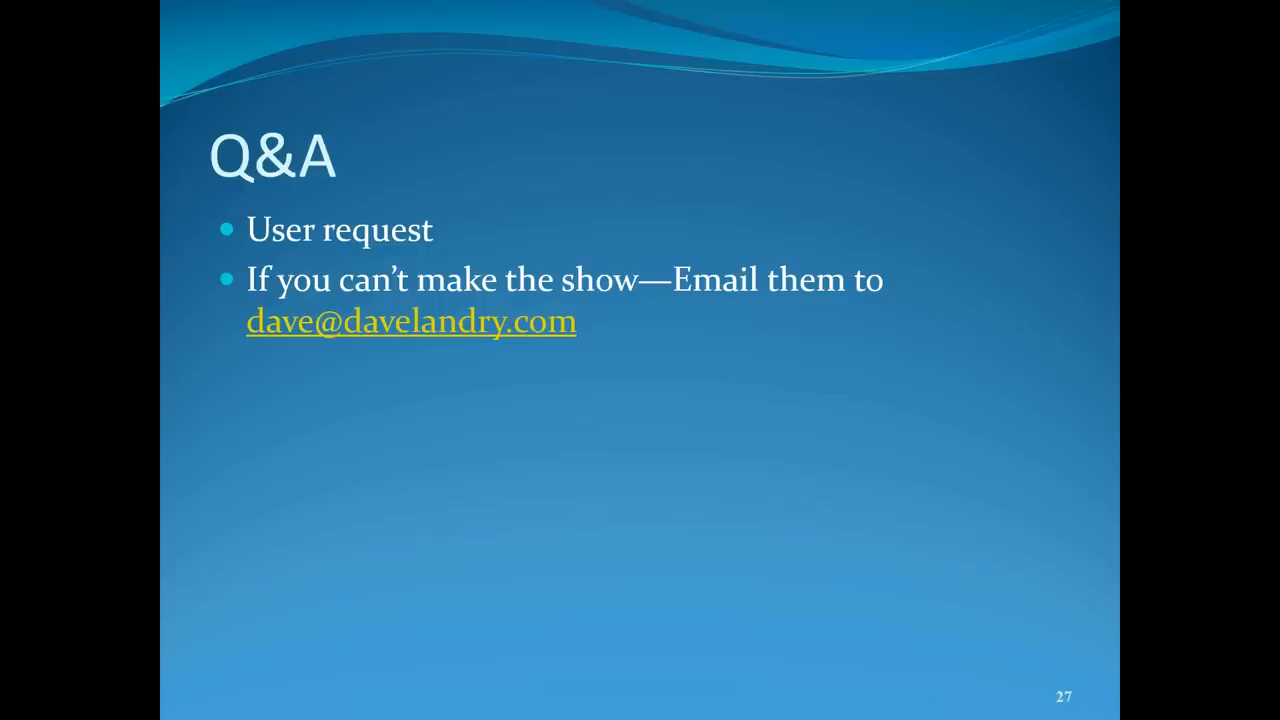 Q&A
• User request
• If you can’t make the show—Email them to
dave@davelandry.com
27